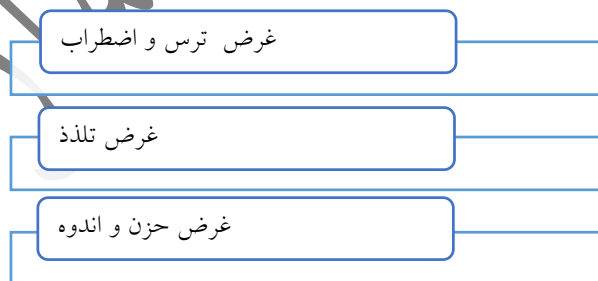 غرض ترس و اضطراب
غرض تلذذ
غرض حزن و اندوه